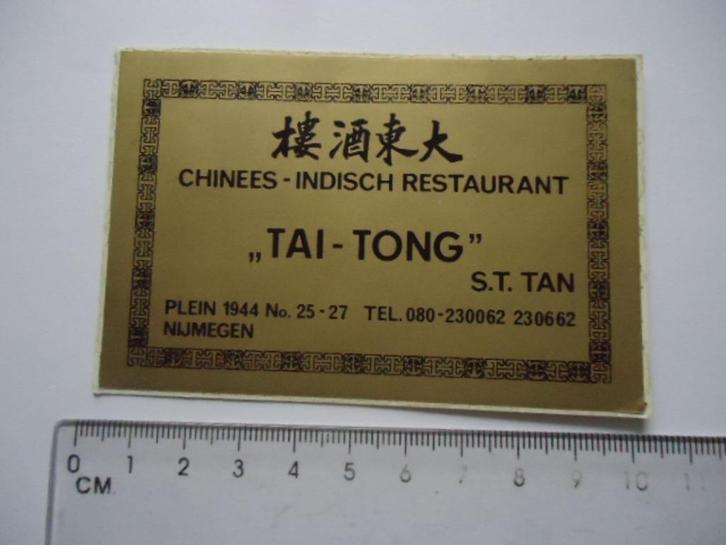 樓酒東大
CHINEES - INDISCH RESTAURANT
„TAI - TONG”
S.T. TAN
PLEIN 1944 No. 25 - 27 TEL. 080-230062 230662
NIJMEGEN
0 1 2 3 4 5 6 7 8 9 10 11
CM